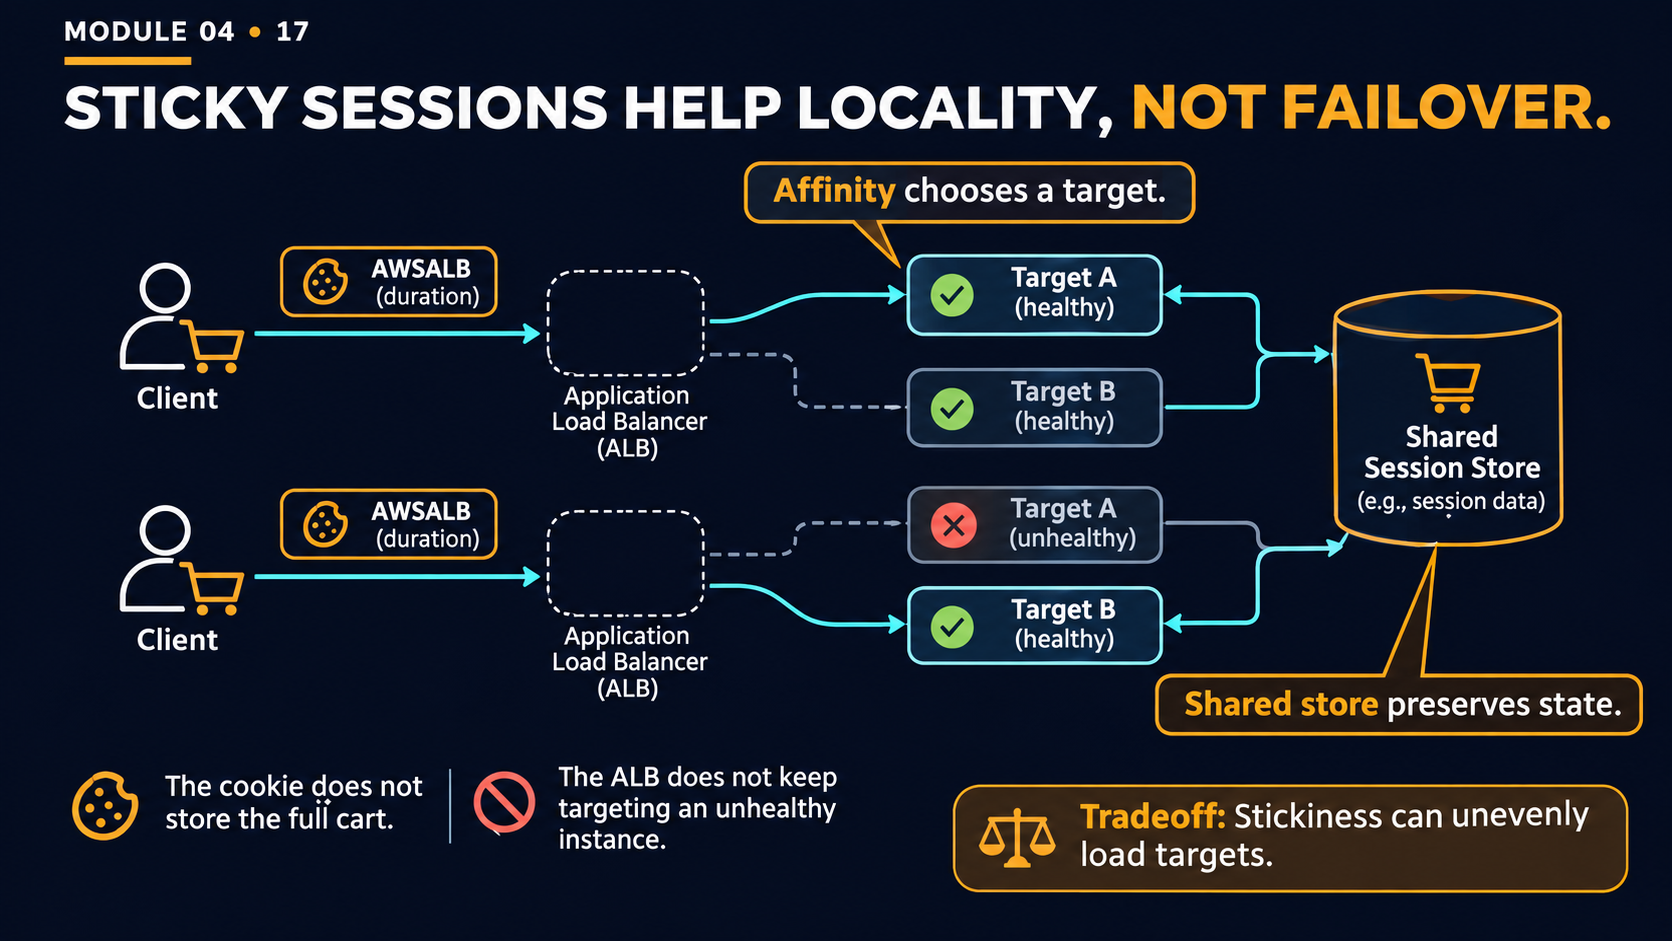 MODULE 04 • 17
STICKY SESSIONS HELP LOCALITY, NOT FAILOVER.
Affinity chooses a target.
AWSALB
(duration)
Client
Application
Load Balancer
(ALB)
Target A
(healthy)
Target B
(healthy)
Shared
Session Store
(e.g., session data)
AWSALB
(duration)
Client
Application
Load Balancer
(ALB)
Target A
(unhealthy)
Target B
(healthy)
Shared store preserves state.
The cookie does not
store the full cart.
The ALB does not keep
targeting an unhealthy
instance.
Tradeoff: Stickiness can unevenly
load targets.